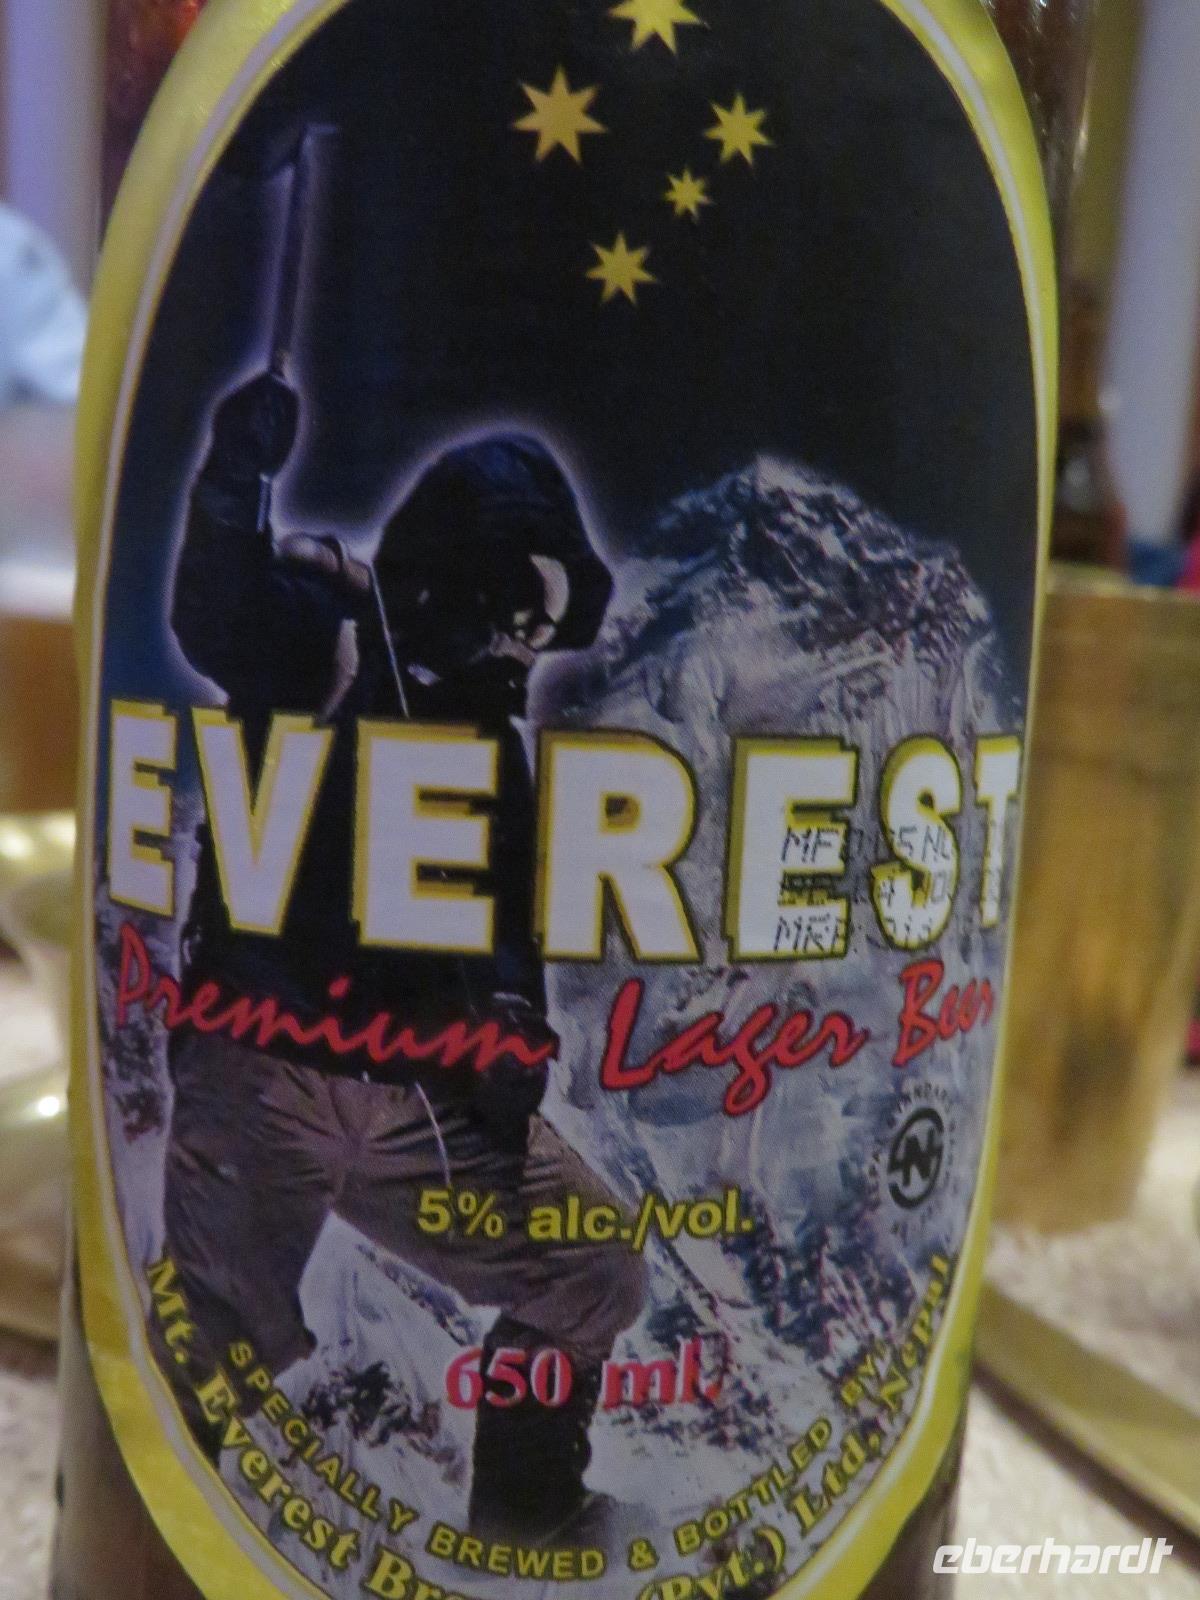 EVEREST
Premium Lager Beer
5% alc./vol.
650 ml.
SPECIALLY BREWED & BOTTLED BY:
Mt. Everest (Pvt.) Ltd, Nepal
eberhardt